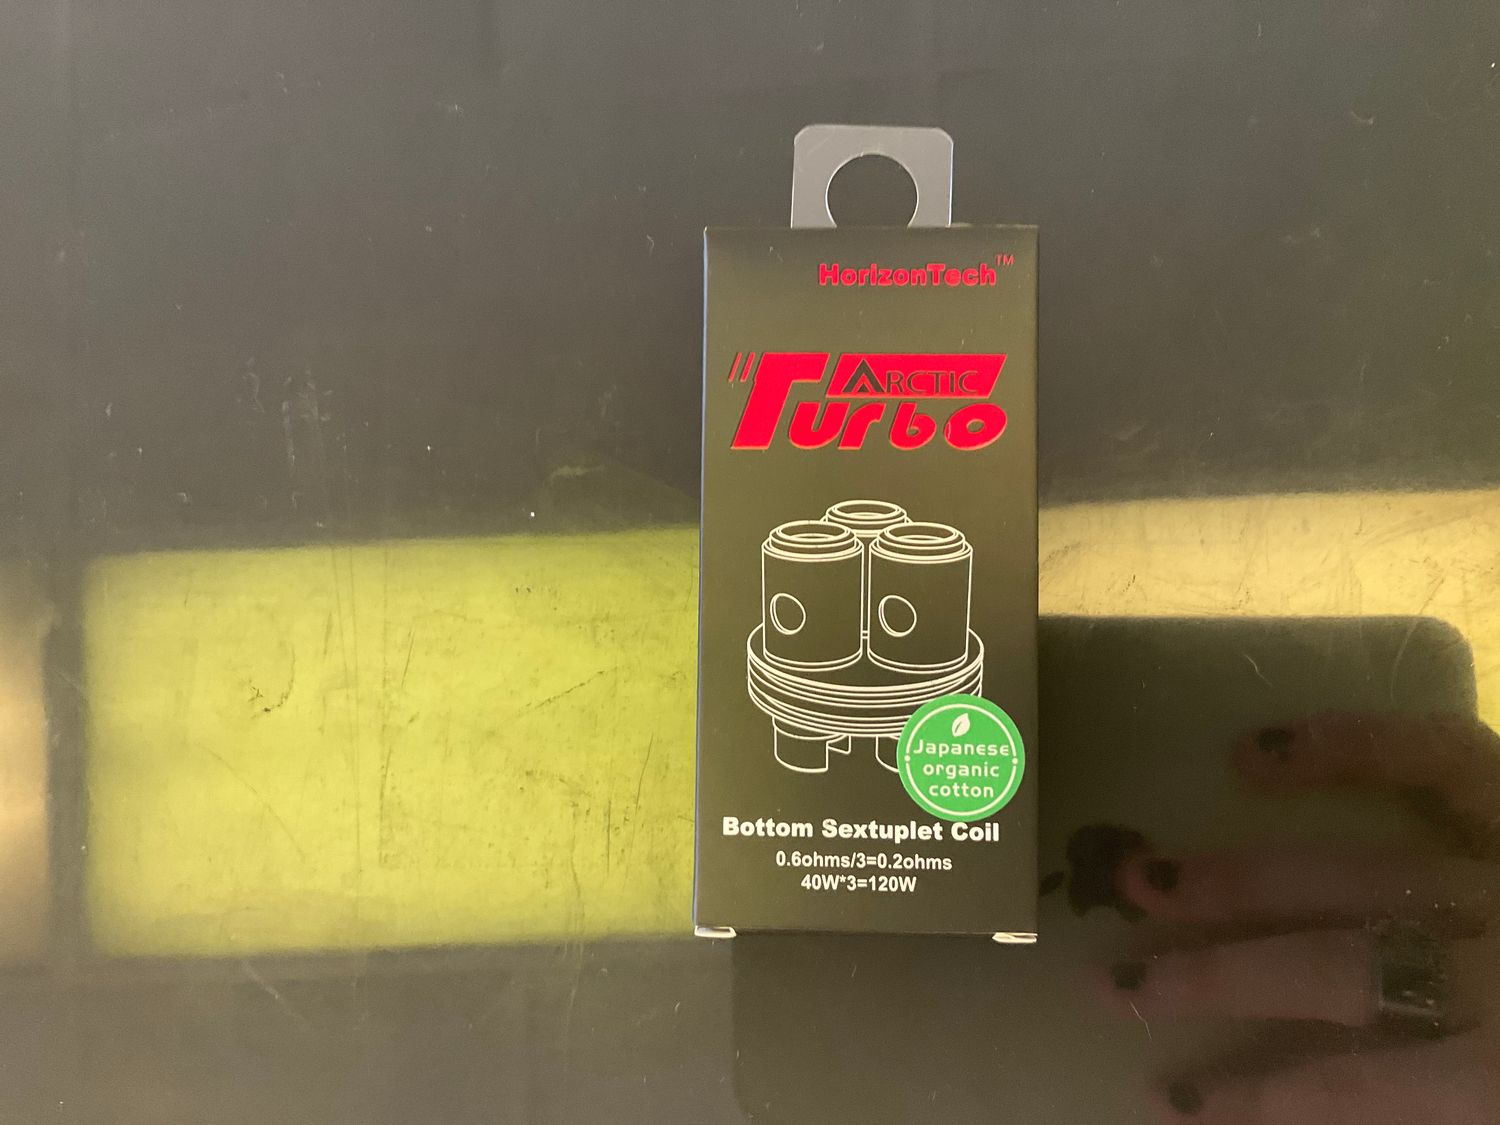 HorizonTech™
ARCTIC
Turbo
Japanese
organic
cotton
Bottom Sextuplet Coil
0.6ohms/3=0.2ohms
40W*3=120W